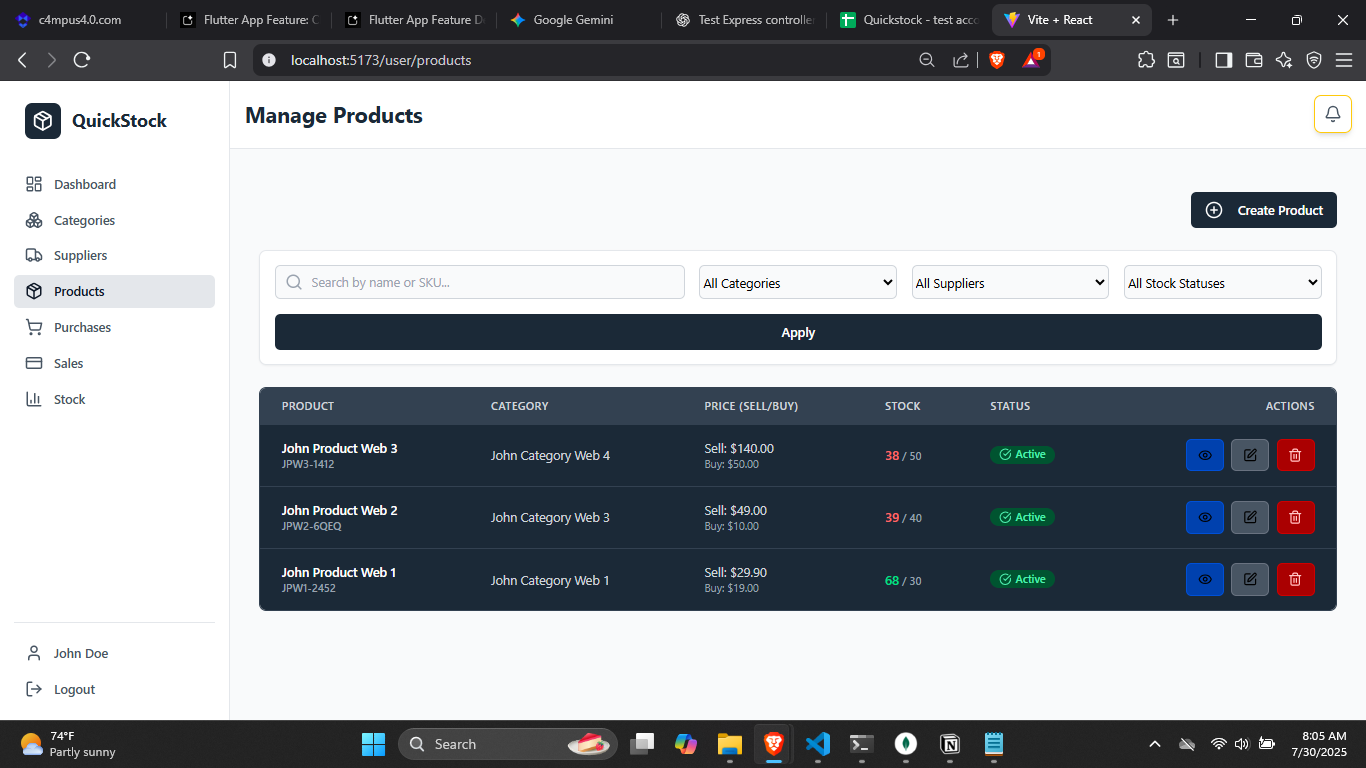 c4mpus4.0.com
Flutter App Feature: C
Flutter App Feature D
Google Gemini
Test Express controlle
Quickstock - test acco
Vite + React
localhost:5173/user/products
1
QuickStock
Manage Products
Dashboard
Categories
Suppliers
Products
Purchases
Sales
Stock
John Doe
Logout
Create Product
Search by name or SKU...
All Categories
All Suppliers
All Stock Statuses
Apply
PRODUCT CATEGORY PRICE (SELL/BUY) STOCK STATUS ACTIONS
John Product Web 3
JPW3-1412
John Category Web 4
Sell: $140.00
Buy: $50.00
38 / 50
Active
John Product Web 2
JPW2-6QEQ
John Category Web 3
Sell: $49.00
Buy: $10.00
39 / 40
Active
John Product Web 1
JPW1-2452
John Category Web 1
Sell: $29.90
Buy: $19.00
68 / 30
Active
74°F
Partly sunny
Search
8:05 AM
7/30/2025